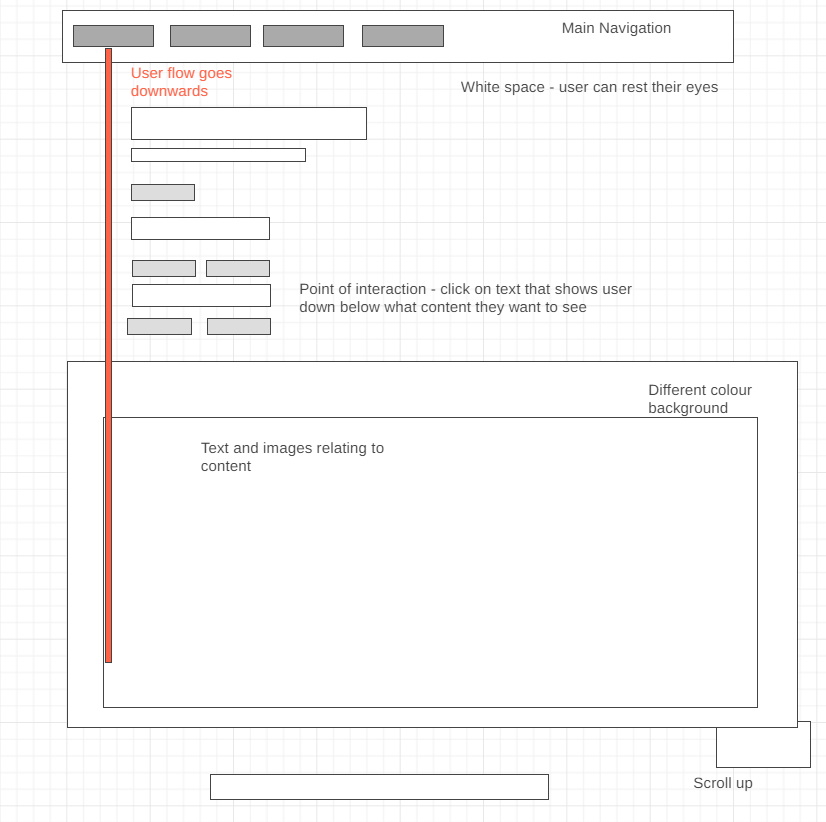 Main Navigation
User flow goes
downwards
White space - user can rest their eyes
Point of interaction - click on text that shows user
down below what content they want to see
Different colour
background
Text and images relating to
content
Scroll up